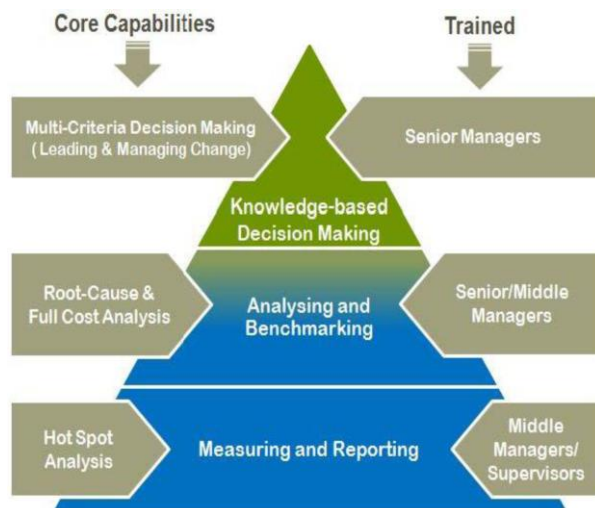 Core Capabilities
Trained
Multi-Criteria Decision Making
( Leading & Managing Change)
Senior Managers
Knowledge-based
Decision Making
Root-Cause &
Full Cost Analysis
Analysing and
Benchmarking
Senior/Middle
Managers
Hot Spot
Analysis
Measuring and Reporting
Middle
Managers/
Supervisors